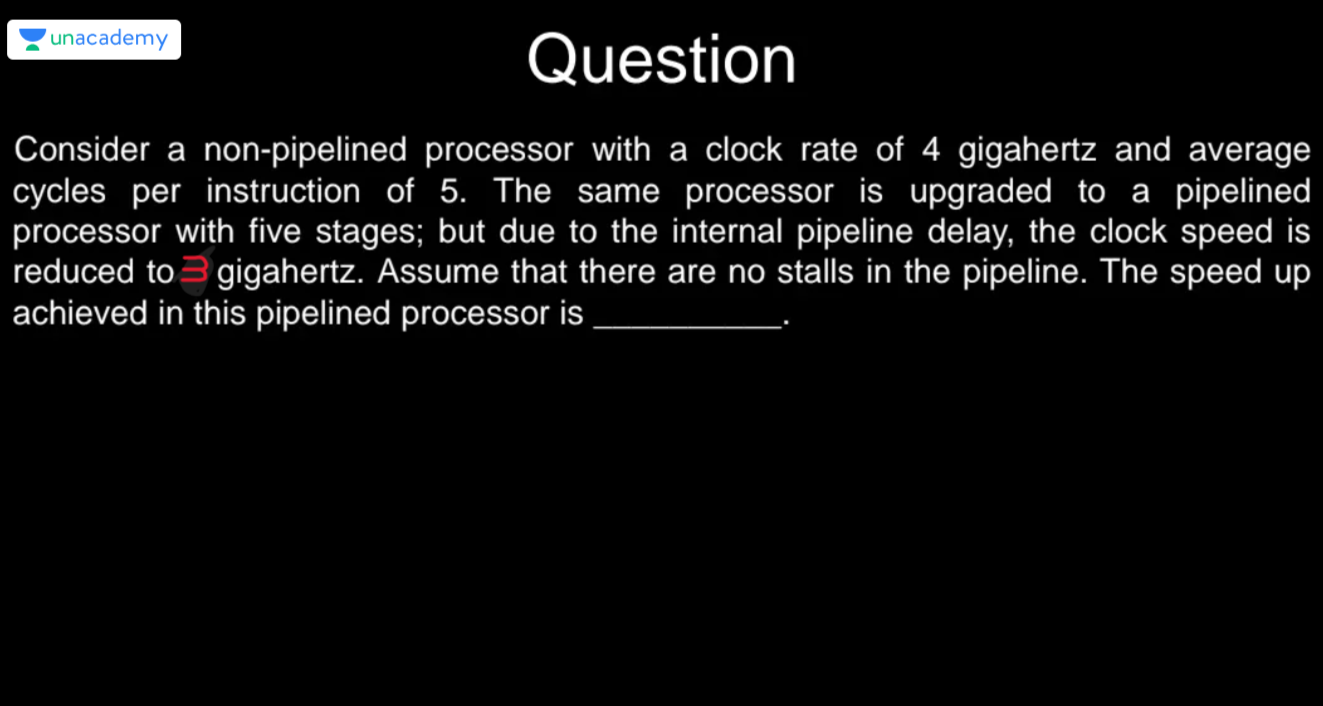 unacademy
Question
Consider a non-pipelined processor with a clock rate of 4 gigahertz and average
cycles per instruction of 5. The same processor is upgraded to a pipelined
processor with five stages; but due to the internal pipeline delay, the clock speed is
reduced to 3 gigahertz. Assume that there are no stalls in the pipeline. The speed up
achieved in this pipelined processor is __________.